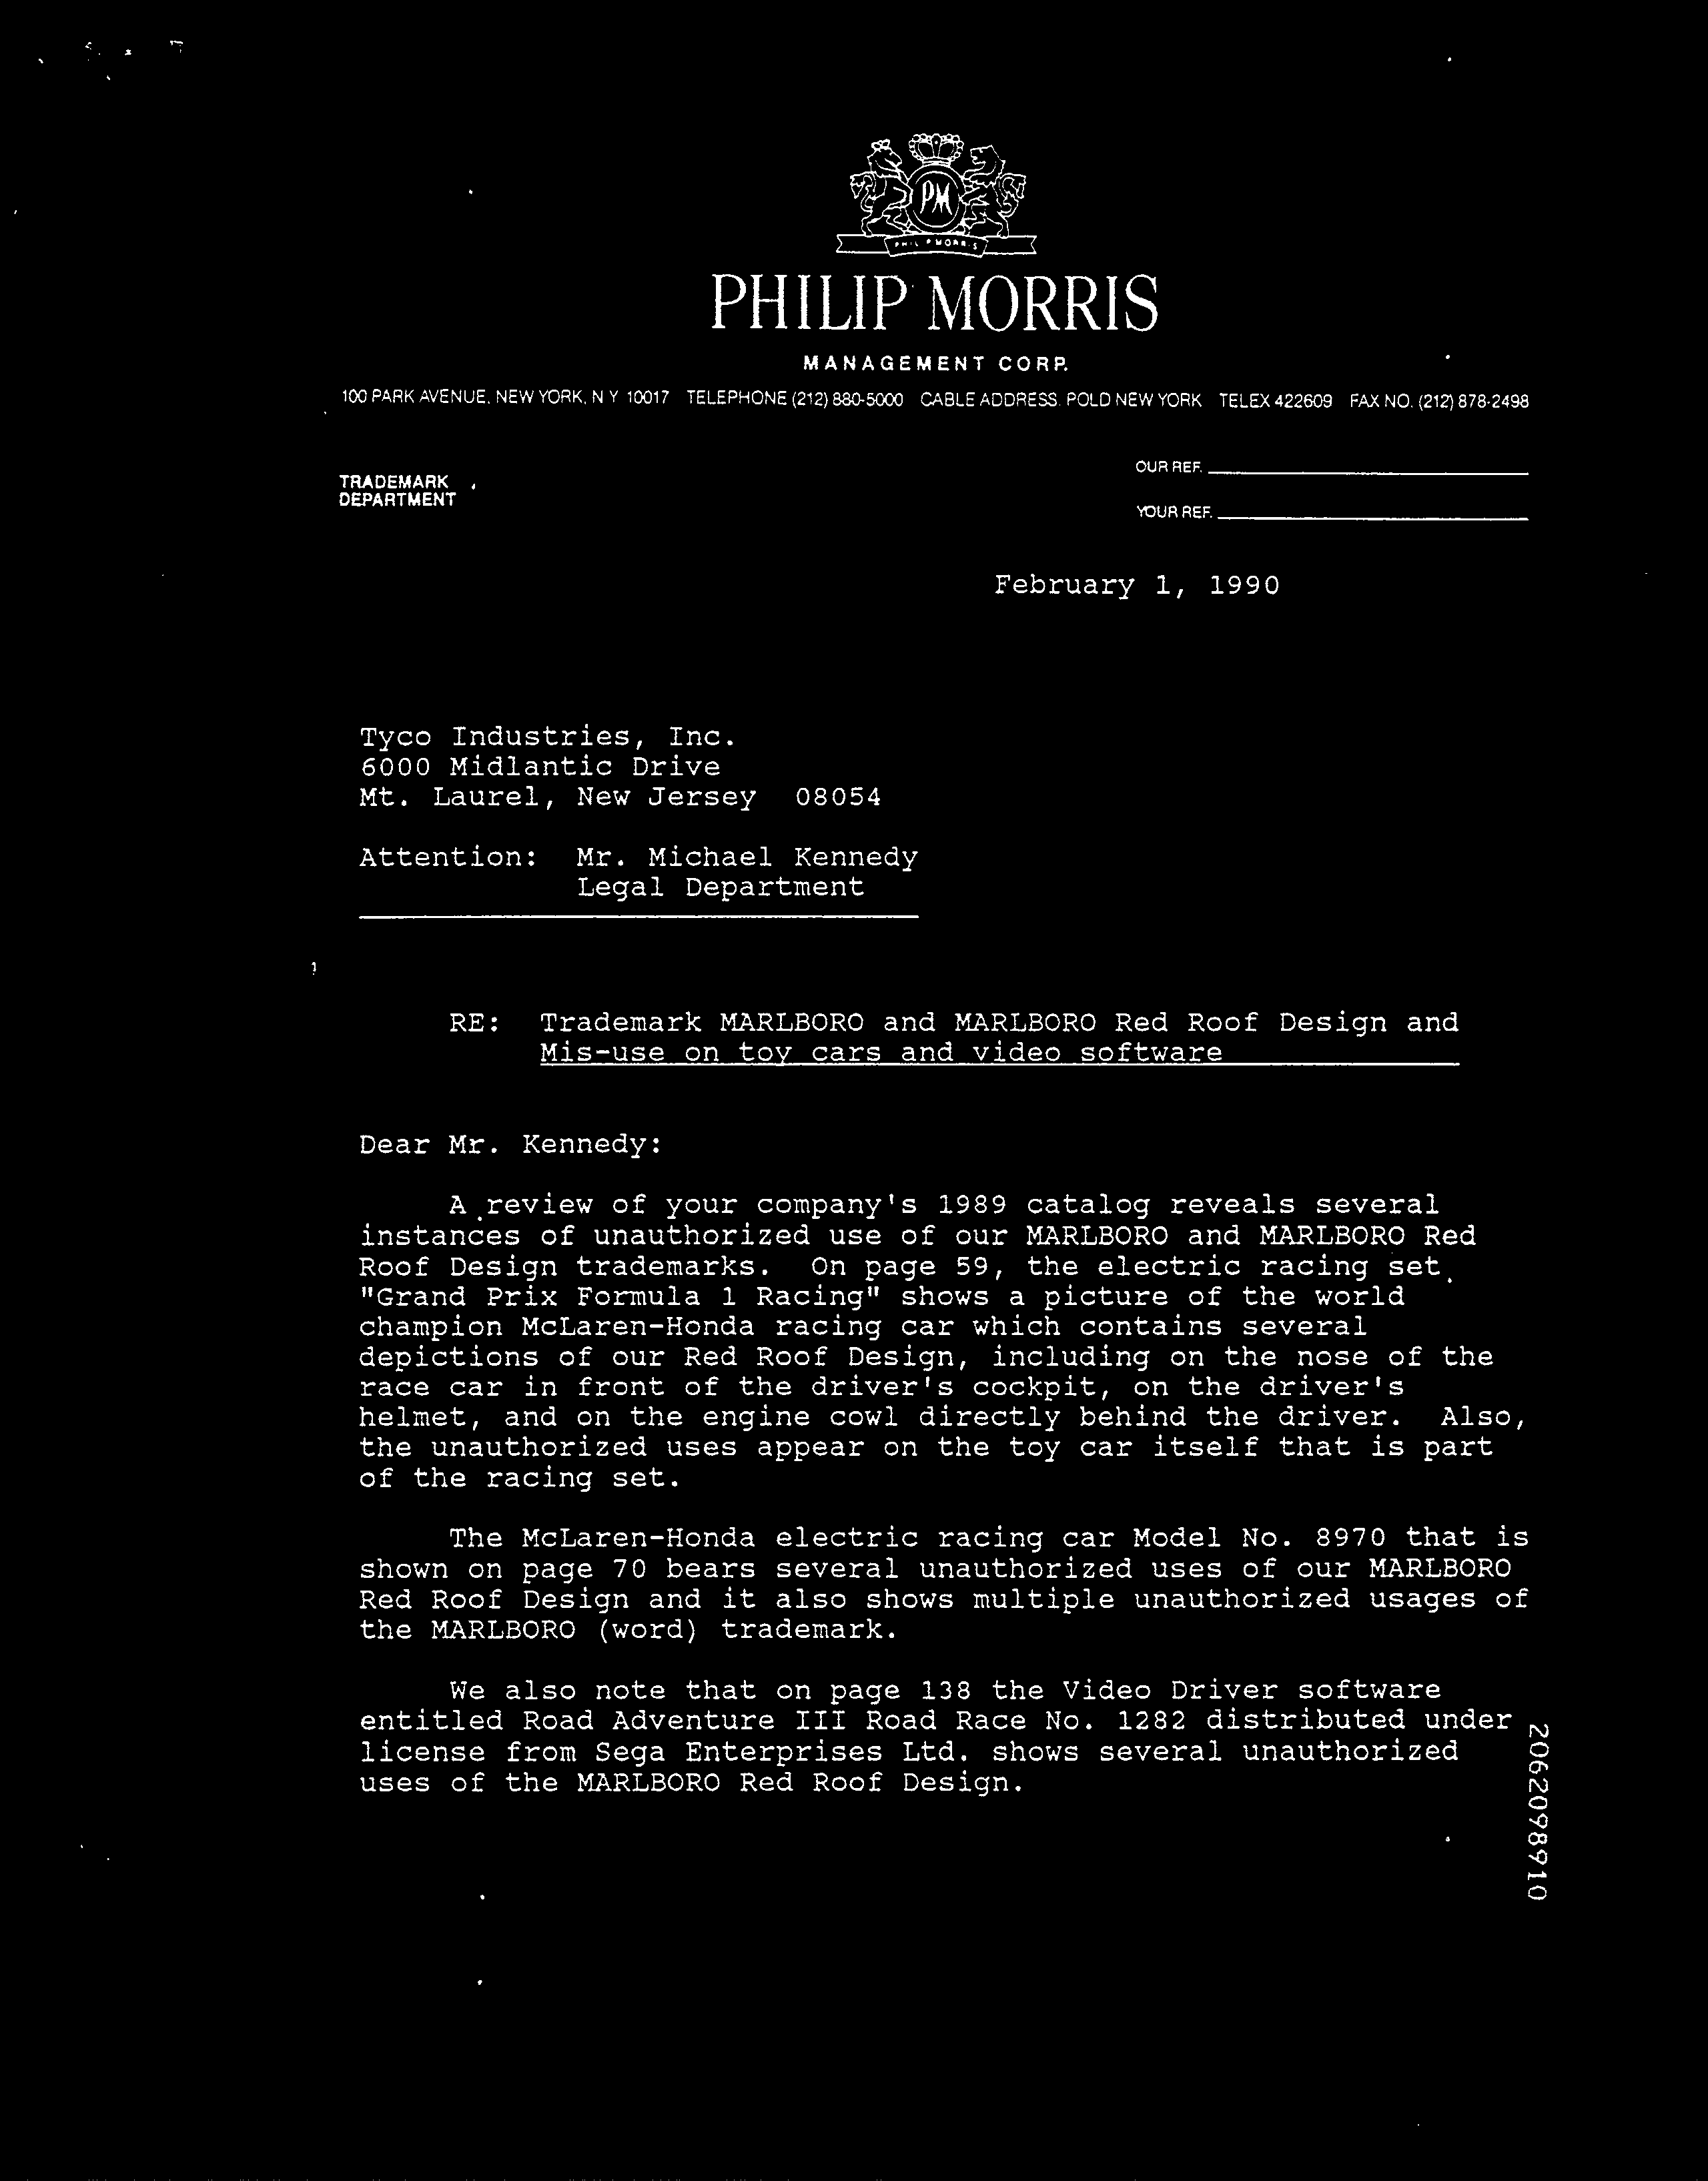 PM
PHILIP MORRIS
PHILIP MORRIS
MANAGEMENT CORP.
100 PARK AVENUE, NEW YORK, N Y 10017 TELEPHONE (212) 880-5000 CABLE ADDRESS. POLD NEW YORK TELEX 422609 FAX NO. (212) 878-2498
TRADEMARK
DEPARTMENT
OUR REF.
YOUR REF.
February 1, 1990
Tyco Industries, Inc.
6000 Midlantic Drive
Mt. Laurel, New Jersey 08054
Attention: Mr. Michael Kennedy
Legal Department
RE: Trademark MARLBORO and MARLBORO Red Roof Design and
Mis-use on toy cars and video software
Dear Mr. Kennedy:
A review of your company's 1989 catalog reveals several
instances of unauthorized use of our MARLBORO and MARLBORO Red
Roof Design trademarks. On page 59, the electric racing set
"Grand Prix Formula 1 Racing" shows a picture of the world
champion McLaren-Honda racing car which contains several
depictions of our Red Roof Design, including on the nose of the
race car in front of the driver's cockpit, on the driver's
helmet, and on the engine cowl directly behind the driver. Also,
the unauthorized uses appear on the toy car itself that is part
of the racing set.
The McLaren-Honda electric racing car Model No. 8970 that is
shown on page 70 bears several unauthorized uses of our MARLBORO
Red Roof Design and it also shows multiple unauthorized usages of
the MARLBORO (word) trademark.
We also note that on page 138 the Video Driver software
entitled Road Adventure III Road Race No. 1282 distributed under
license from Sega Enterprises Ltd. shows several unauthorized
uses of the MARLBORO Red Roof Design.
2062098910